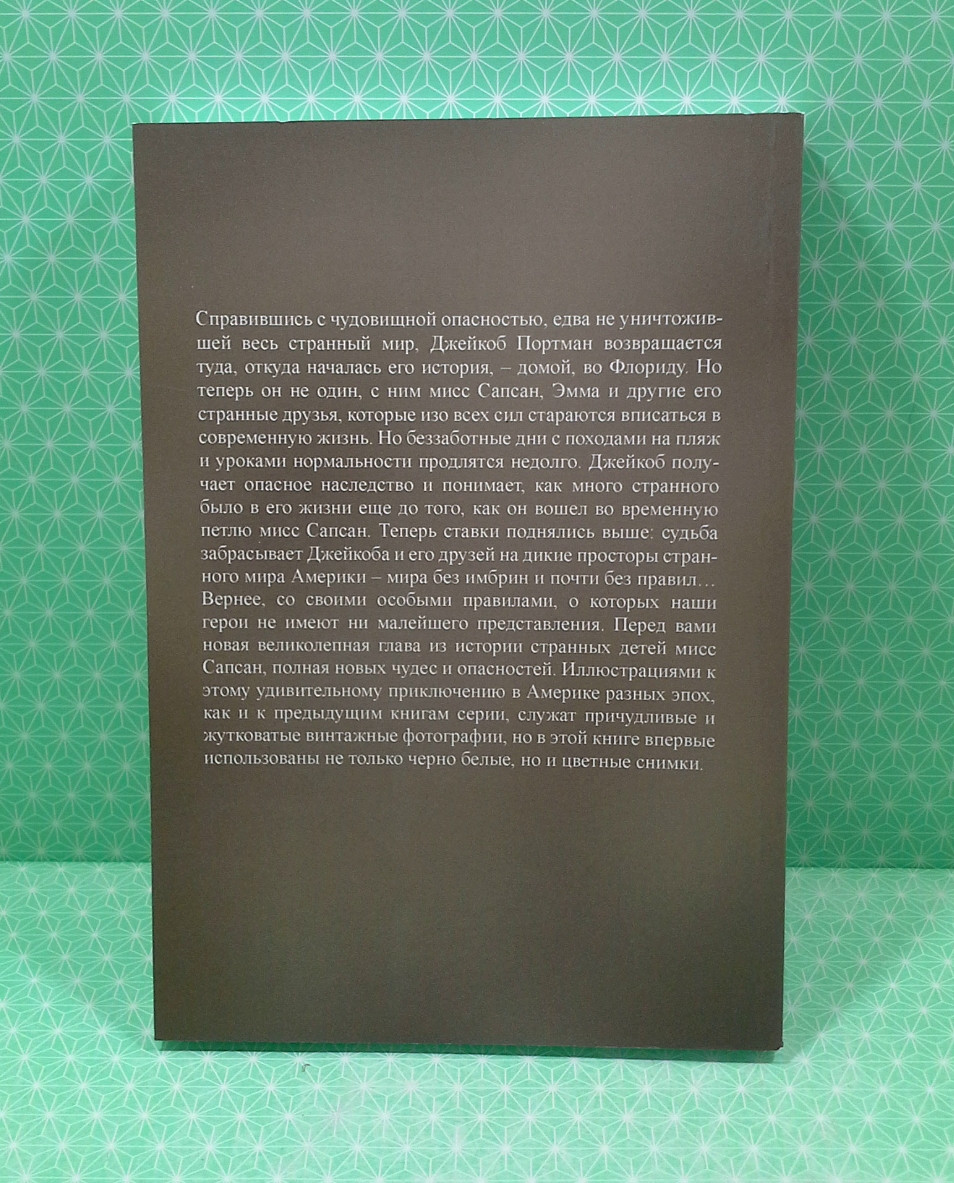 Справившись с чудовищной опасностью, едва не уничтожив-
шей весь странный мир, Джейкоб Портман возвращается
туда, откуда началась его история, – домой, во Флориду. Но
теперь он не один, с ним мисс Сапсан, Эмма и другие его
странные друзья, которые изо всех сил стараются вписаться в
современную жизнь. Но беззаботные дни с походами на пляж
и уроками нормальности продлятся недолго. Джейкоб полу-
чает опасное наследство и понимает, как много странного
было в его жизни еще до того, как он вошел во временную
петлю мисс Сапсан. Теперь ставки поднялись выше: судьба
забрасывает Джейкоба и его друзей на дикие просторы стран-
ного мира Америки – мира без имбрин и почти без правил...
Вернее, со своими особыми правилами, о которых наши
герои не имеют ни малейшего представления. Перед вами
новая великолепная глава из истории странных детей мисс
Сапсан, полная новых чудес и опасностей. Иллюстрациями к
этому удивительному приключению в Америке разных эпох,
как и к предыдущим книгам серии, служат причудливые и
жутковатые винтажные фотографии, но в этой книге впервые
использованы не только черно белые, но и цветные снимки.